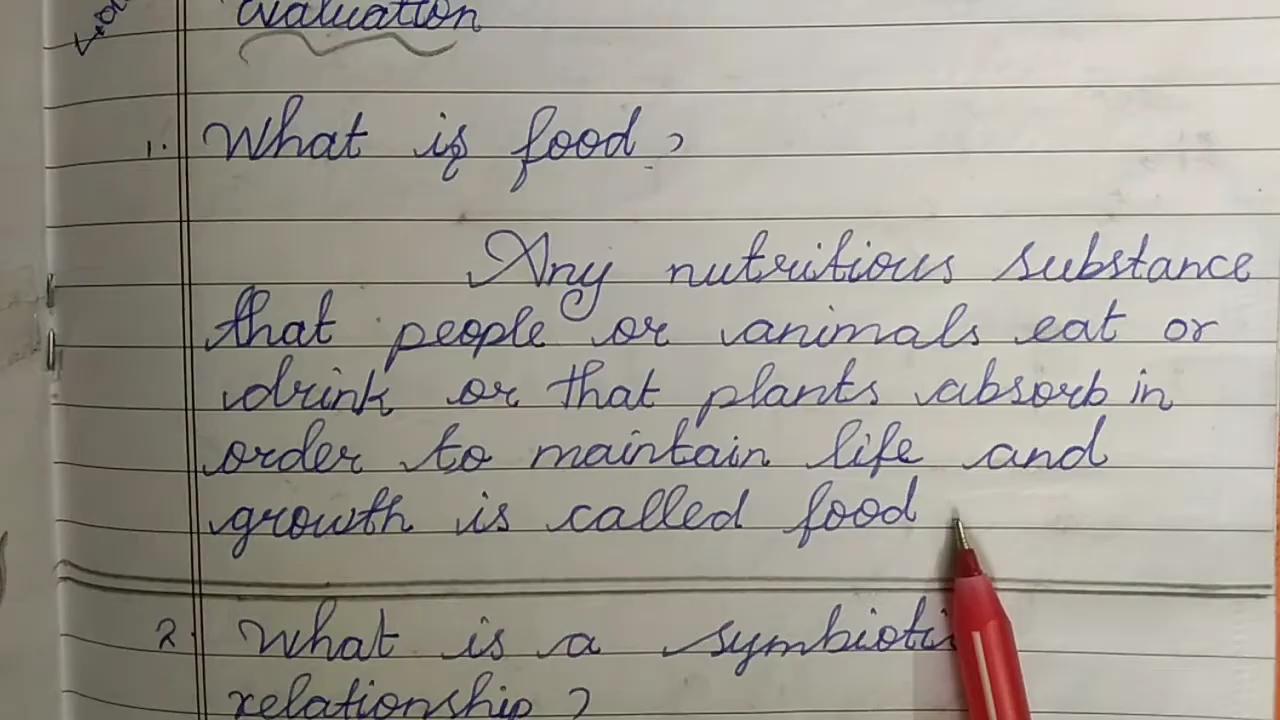 evaluation
1. What is food?
Any nutritious substance
that people or animals eat or
drink or that plants absorb in
order to maintain life and
growth is called food
2. What is a symbioti
relationship?